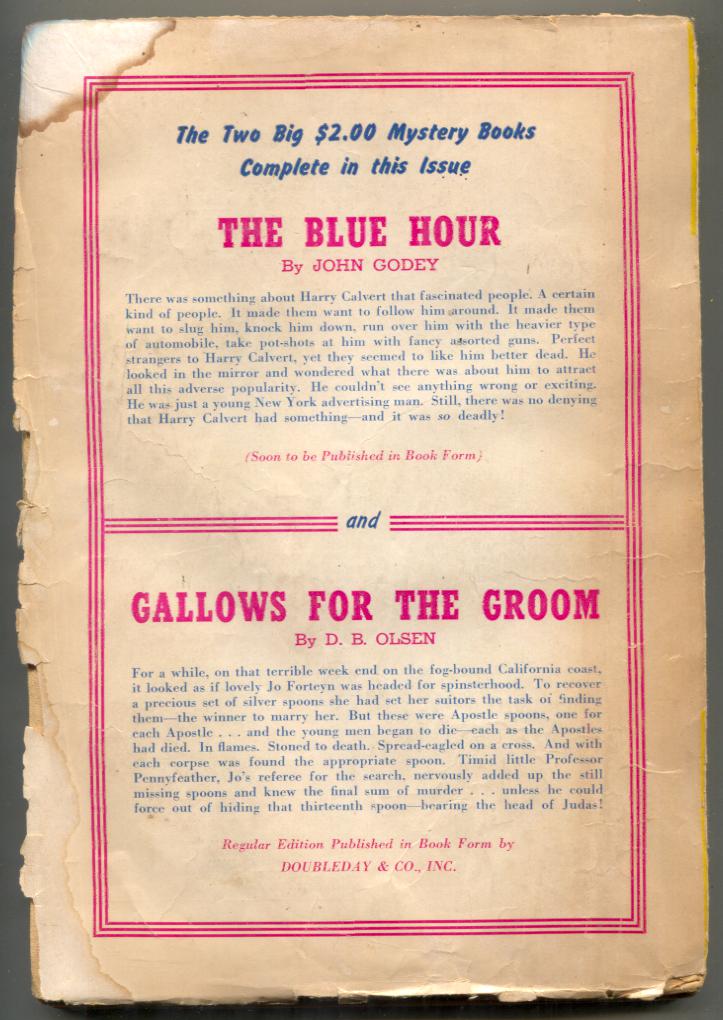 The Two Big $2.00 Mystery Books
Complete in this Issue
THE BLUE HOUR
By JOHN GODEY
There was something about Harry Calvert that fascinated people. A certain
kind of people. It made them want to follow him around. It made them
want to slug him, knock him down, run over him with the heavier type
of automobile, take pot-shots at him with fancy assorted guns. Perfect
strangers to Harry Calvert, yet they seemed to like him better dead. He
looked in the mirror and wondered what there was about him to attract
all this adverse popularity. He couldn't see anything wrong or exciting.
He was just a young New York advertising man. Still, there was no denying
that Harry Calvert had something—and it was so deadly!
(Soon to be Published in Book Form)
and
GALLOWS FOR THE GROOM
By D. B. OLSEN
For a while, on that terrible week end on the fog-bound California coast,
it looked as if lovely Jo Forteyn was headed for spinsterhood. To recover
a precious set of silver spoons she had set her suitors the task of finding
them—the winner to marry her. But these were Apostle spoons, one for
each Apostle . . . and the young men began to die—each as the Apostles
had died. In flames. Stoned to death. Spread-eagled on a cross. And with
each corpse was found the appropriate spoon. Timid little Professor
Pennyfeather, Jo's referee for the search, nervously added up the still
missing spoons and knew the final sum of murder . . . unless he could
force out of hiding that thirteenth spoon—bearing the head of Judas!
Regular Edition Published in Book Form by
DOUBLEDAY & CO., INC.